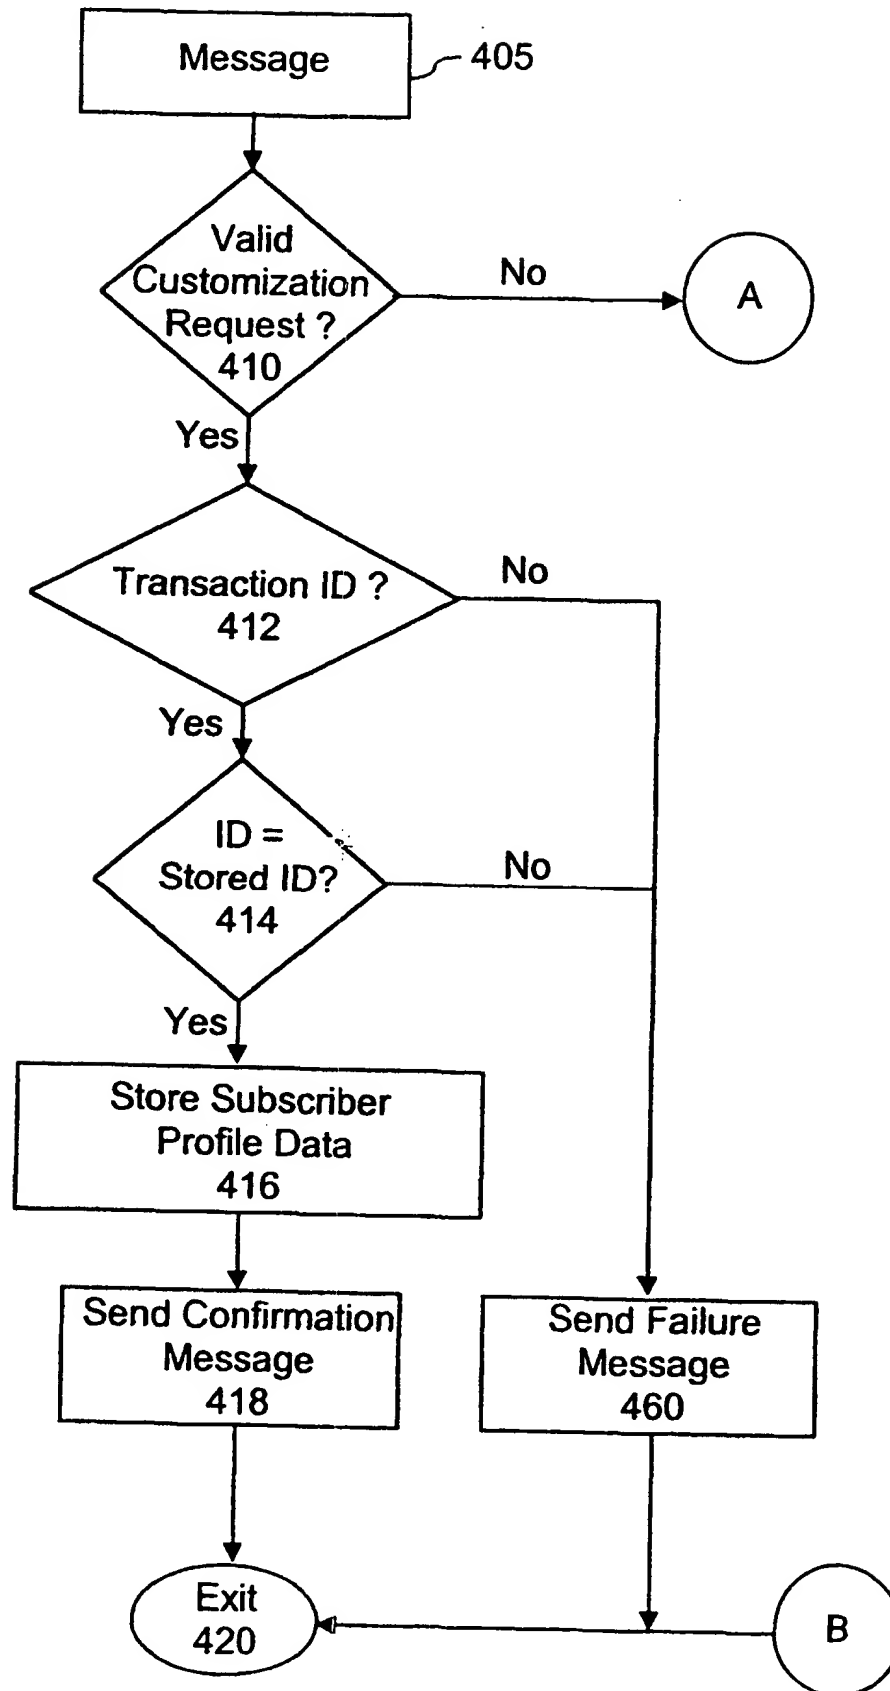 Message
405
Valid
Customization
Request ?
410
No
A
Yes
Transaction ID ?
412
No
Yes
ID =
Stored ID?
414
No
Yes
Store Subscriber
Profile Data
416
Send Confirmation
Message
418
Send Failure
Message
460
Exit
420
B